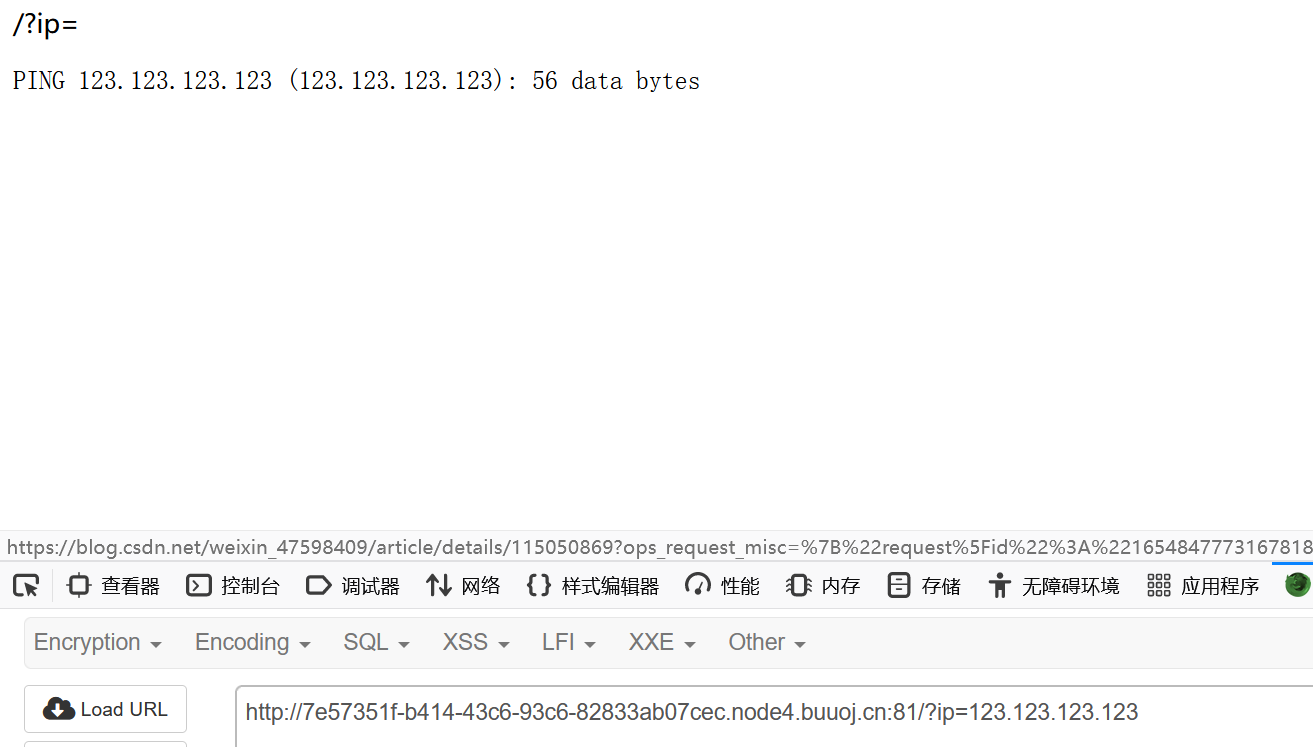 /?ip=
PING 123.123.123.123 (123.123.123.123): 56 data bytes
https://blog.csdn.net/weixin_47598409/article/details/115050869?ops_request_misc=%7B%22request%5Fid%22%3A%22165484777316781818
查看器 控制台 调试器 网络 样式编辑器 性能 内存 存储 无障碍环境 应用程序
Encryption Encoding SQL XSS LFI XXE Other
Load URL http://7e57351f-b414-43c6-93c6-82833ab07cec.node4.buuoj.cn:81/?ip=123.123.123.123